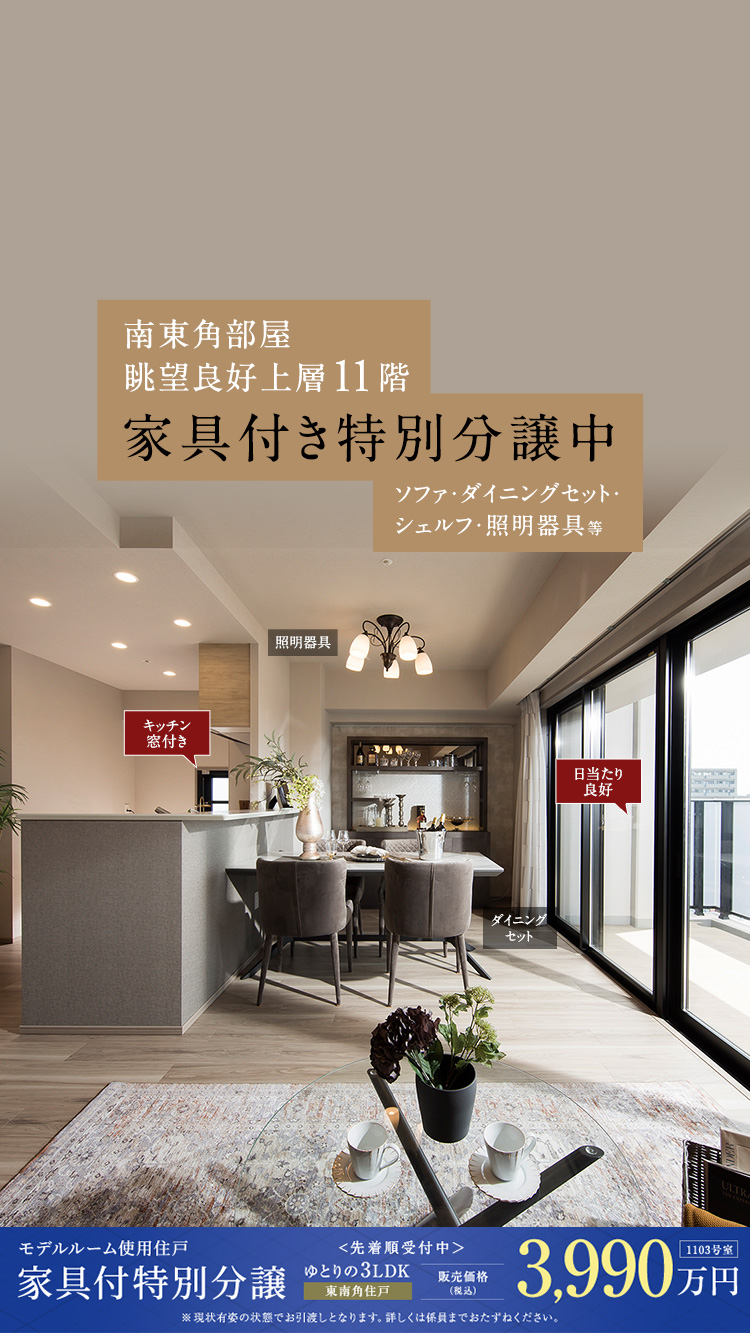 南東角部屋
眺望良好上層11階
家具付き特別分譲中
ソファ・ダイニングセット・
シェルフ・照明器具等
照明器具
キッチン
窓付き
日当たり
良好
ダイニング
セット
モデルルーム使用住戸
家具付特別分譲
＜先着順受付中＞
ゆとりの3LDK
東南角住戸
販売価格
(税込)
3,990万円
1103号室
※現状有姿の状態でお引渡しとなります。詳しくは係員までおたずねください。